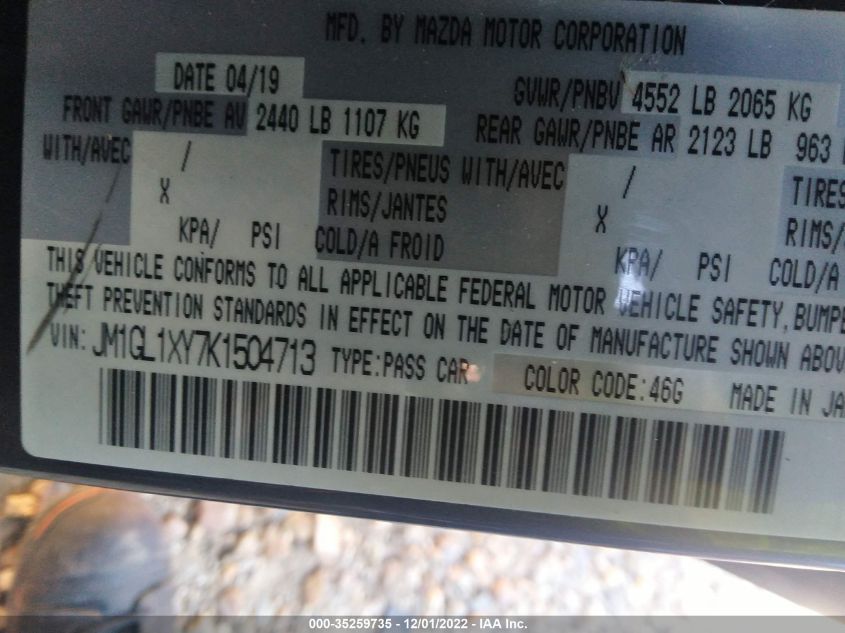 MFD. BY MAZDA MOTOR CORPORATION
DATE 04/19 GVWR/PNBV 4552 LB 2065 KG
FRONT GAWR/PNBE AV 2440 LB 1107 KG REAR GAWR/PNBE AR 2123 LB 963
WITH/AVEC / TIRES/PNEUS WITH/AVEC / TIRES
X RIMS/JANTES X RIMS/
KPA/ PSI COLD/A FROID KPA/ PSI COLD/A
THIS VEHICLE CONFORMS TO ALL APPLICABLE FEDERAL MOTOR VEHICLE SAFETY, BUMPE
THEFT PREVENTION STANDARDS IN EFFECT ON THE DATE OF MANUFACTURE SHOWN ABOV
VIN: JM1GL1XY7K1504713 TYPE:PASS CAR COLOR CODE:46G MADE IN JA
000-35259735 - 12/01/2022 - IAA Inc.